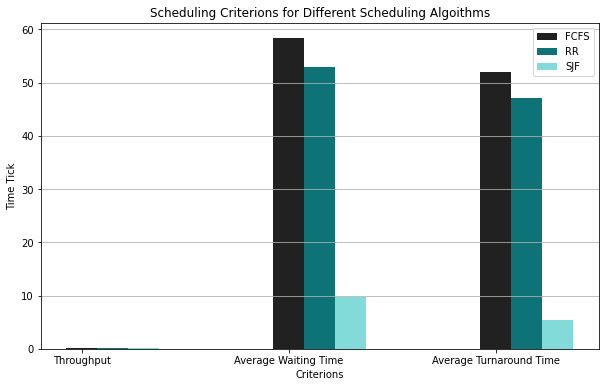 Scheduling Criterions for Different Scheduling Algoithms
FCFS
RR
SJF
60
50
40
30
20
10
0
Time Tick
Throughput
Average Waiting Time
Average Turnaround Time
Criterions